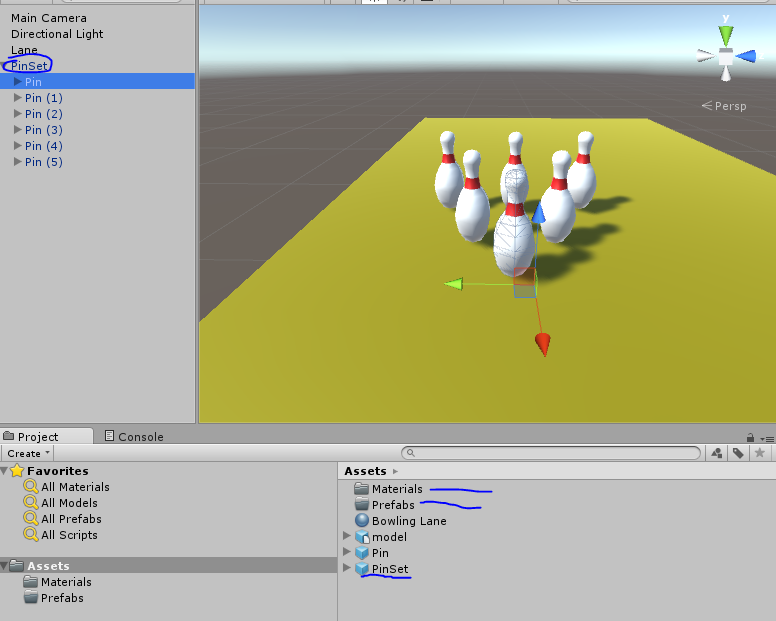 Main Camera
Directional Light
Lane
PinSet
Pin
Pin (1)
Pin (2)
Pin (3)
Pin (4)
Pin (5)
y
Persp
Project
Console
Create
Favorites
All Materials
All Models
All Prefabs
All Scripts
Assets
Materials
Prefabs
Assets
Materials
Prefabs
Bowling Lane
model
Pin
PinSet